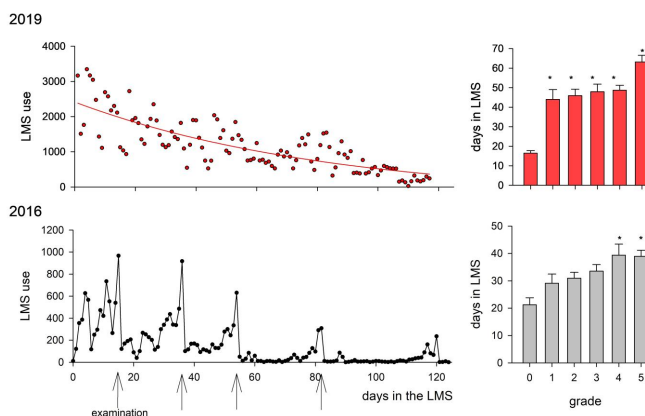 2019
4000
3000
2000
1000
0
LMS use
70
60
50
40
30
20
10
0
days in LMS
* * * * *
2016
1200
1000
800
600
400
200
0
LMS use
0 20 40 60 80 100 120
days in the LMS
examination
40
30
20
10
0
days in LMS
* *
0 1 2 3 4 5
grade